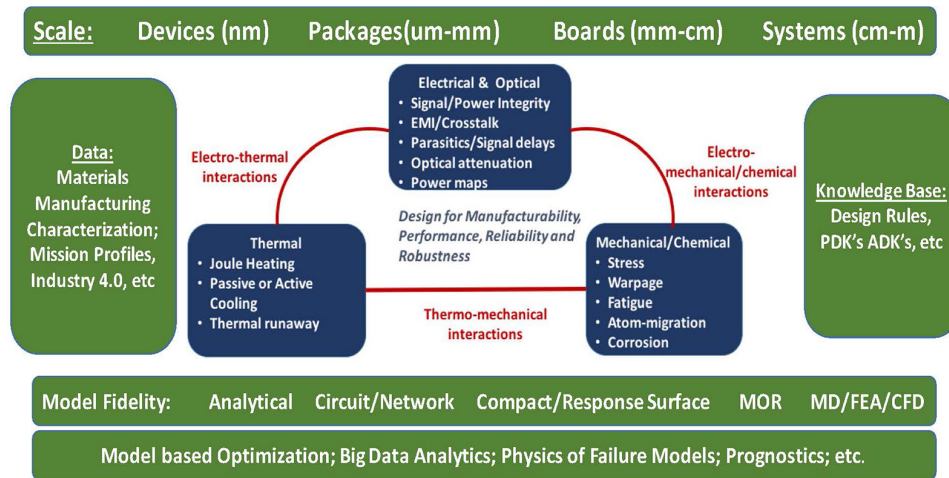 Scale: Devices (nm) Packages(um-mm) Boards (mm-cm) Systems (cm-m)
Data:
Materials
Manufacturing
Characterization;
Mission Profiles,
Industry 4.0, etc
Electrical & Optical
• Signal/Power Integrity
• EMI/Crosstalk
• Parasitics/Signal delays
• Optical attenuation
• Power maps
Electro-thermal
interactions
Electro-
mechanical/chemical
interactions
Knowledge Base:
Design Rules,
PDK's ADK's, etc
Design for Manufacturability,
Performance, Reliability and
Robustness
Thermal
• Joule Heating
• Passive or Active
Cooling
• Thermal runaway
Mechanical/Chemical
• Stress
• Warpage
• Fatigue
• Atom-migration
• Corrosion
Thermo-mechanical
interactions
Model Fidelity: Analytical Circuit/Network Compact/Response Surface MOR MD/FEA/CFD
Model based Optimization; Big Data Analytics; Physics of Failure Models; Prognostics; etc.